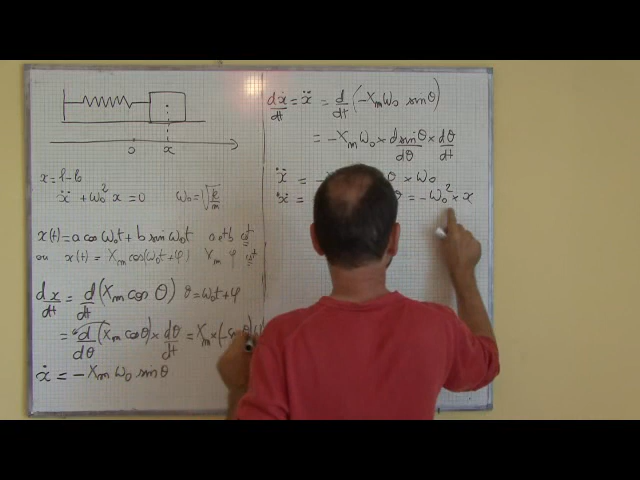 0 x
x = l - l₀
ẍ + ω₀² x = 0 ω₀ = √(k/m)
x(t) = a cos ω₀t + b sin ω₀t a et b
ou x(t) = Xₘ cos(ω₀t + φ) Xₘ φ
dx/dt = d/dt (Xₘ cos θ) θ = ω₀t + φ
= d/dθ (Xₘ cos θ) × dθ/dt = Xₘ × (-sin θ)
ẋ = - Xₘ ω₀ sin θ
dẋ/dt = ẍ = d/dt (-Xₘ ω₀ sin θ)
= - Xₘ ω₀ × d sin θ/dθ × dθ/dt
ẍ = - θ × ω₀
ẍ = θ = - ω₀² × x